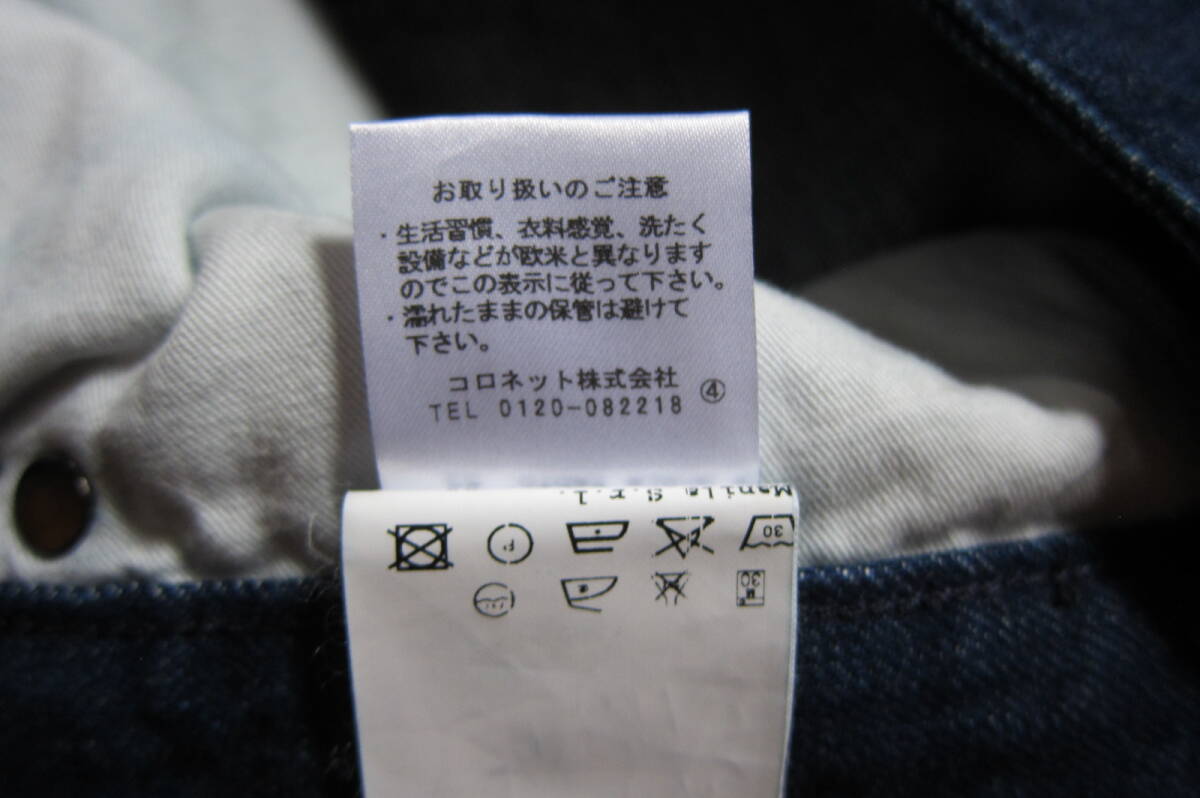 お取り扱いのご注意
・生活習慣、衣料感覚、洗たく
設備などが欧米と異なります
のでこの表示に従って下さい。
・濡れたままの保管は避けて
下さい。
コロネット株式会社
TEL 0120-082218 ④
Manila S.r.l.
30 F
30